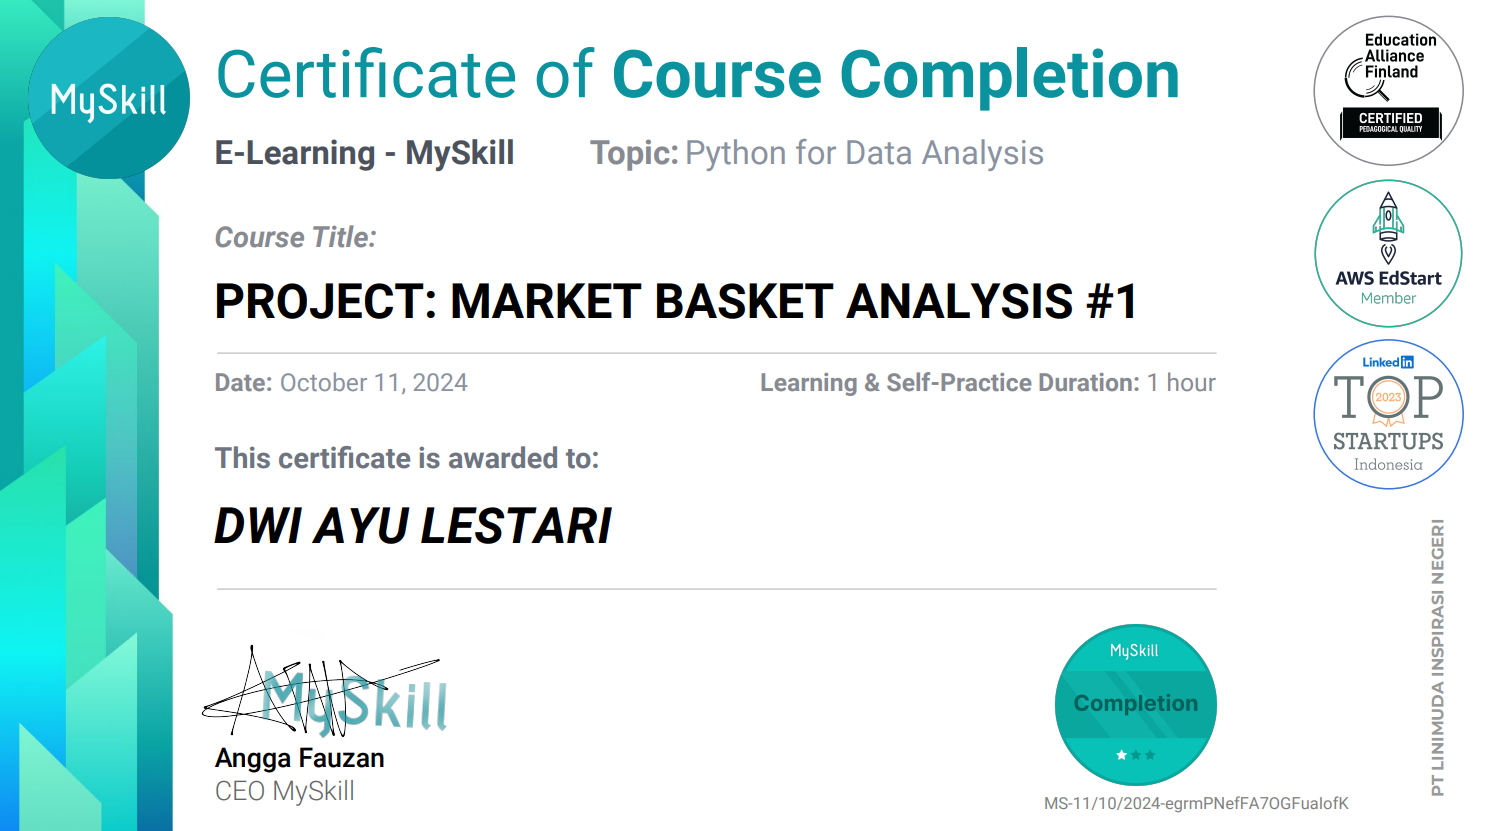 MySkill
Certificate of Course Completion
E-Learning - MySkill
Topic: Python for Data Analysis
Course Title:
PROJECT: MARKET BASKET ANALYSIS #1
Date: October 11, 2024
Learning & Self-Practice Duration: 1 hour
This certificate is awarded to:
DWI AYU LESTARI
MySkill
Angga Fauzan
CEO MySkill
MySkill
Completion
MS-11/10/2024-egrmPNefFA7OGFualofK
Education
Alliance
Finland
CERTIFIED
PEDAGOGICAL QUALITY
AWS EdStart
Member
Linked in
TOP
2023
STARTUPS
Indonesia
PT LINIMUDA INSPIRASI NEGERI